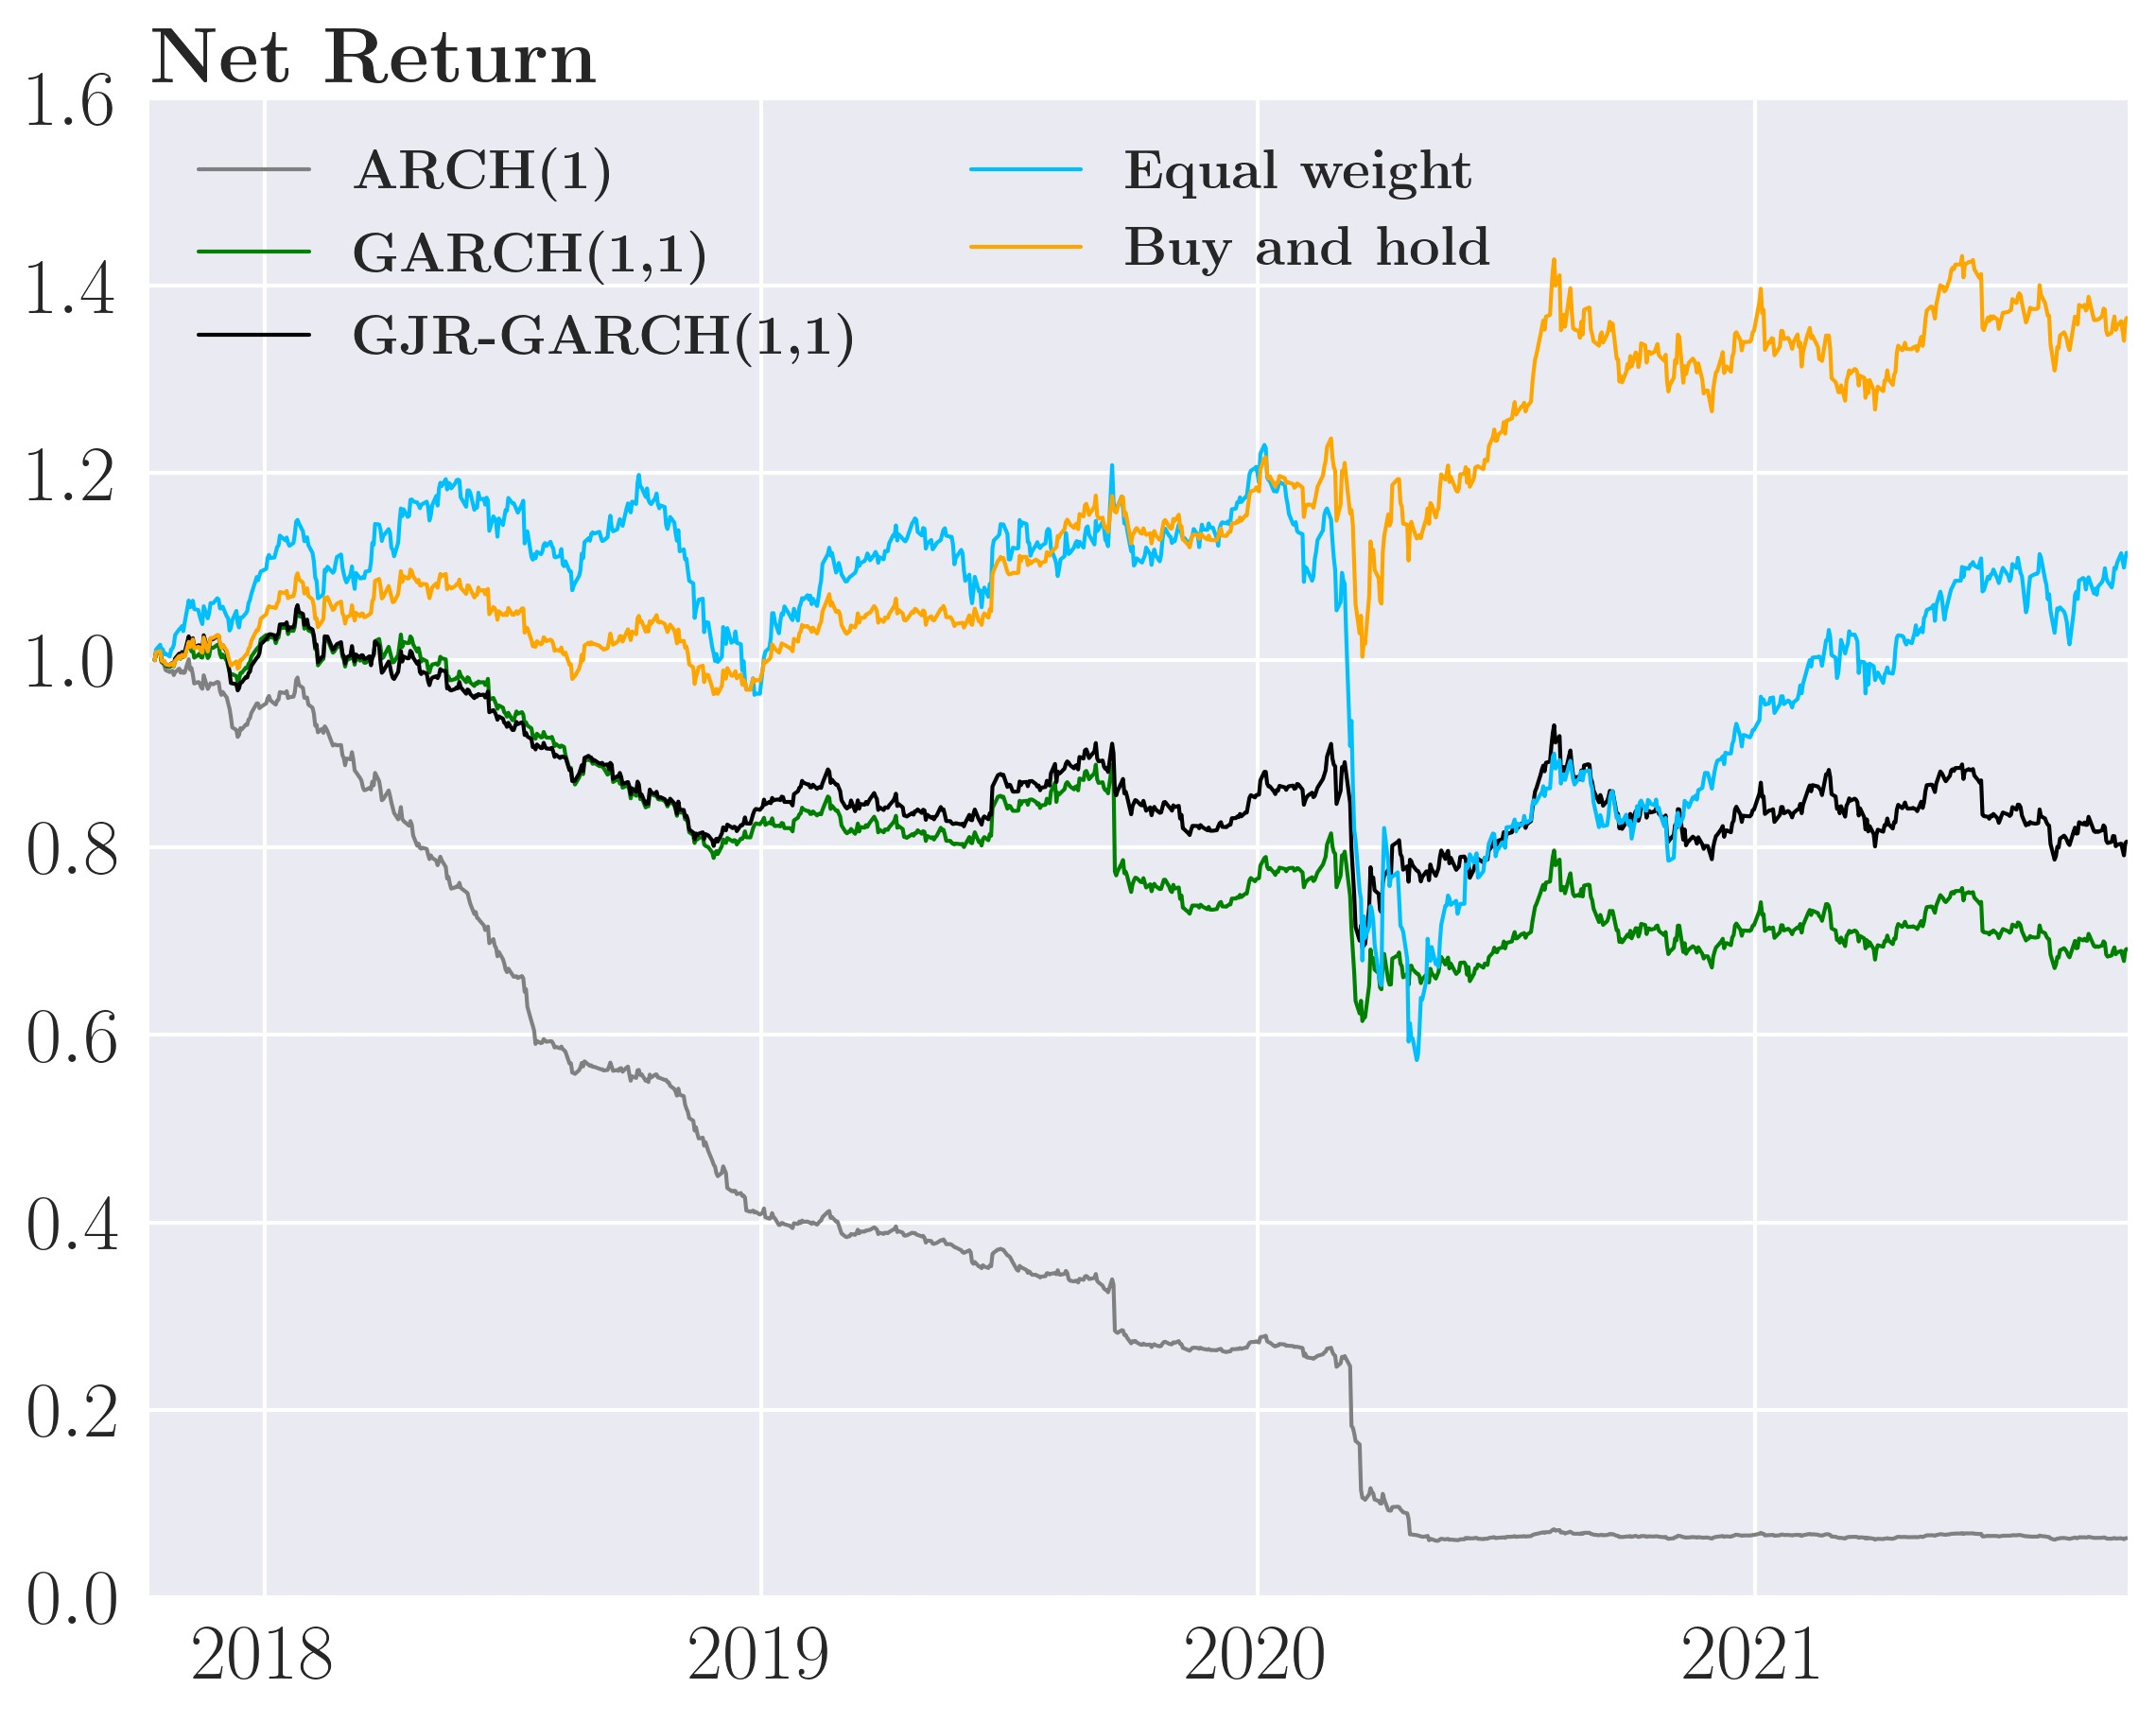 Net Return
1.6
1.4
1.2
1.0
0.8
0.6
0.4
0.2
0.0
ARCH(1)
GARCH(1,1)
GJR-GARCH(1,1)
Equal weight
Buy and hold
2018 2019 2020 2021